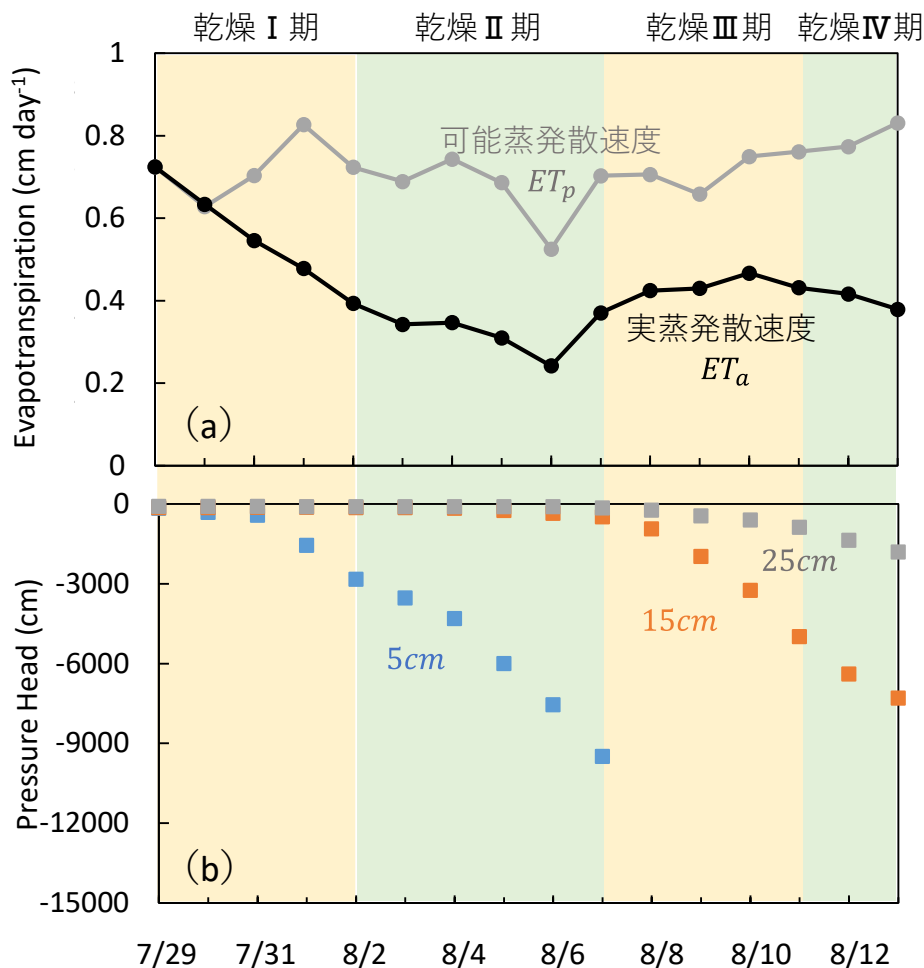 乾燥Ⅰ期 乾燥Ⅱ期 乾燥Ⅲ期 乾燥Ⅳ期
1
0.8
0.6
0.4
0.2
0
Evapotranspiration (cm day-1)
可能蒸発散速度
ETp
実蒸発散速度
ETa
（a）
0
-3000
-6000
-9000
-12000
-15000
Pressure Head (cm)
25cm
15cm
5cm
（b）
7/29 7/31 8/2 8/4 8/6 8/8 8/10 8/12